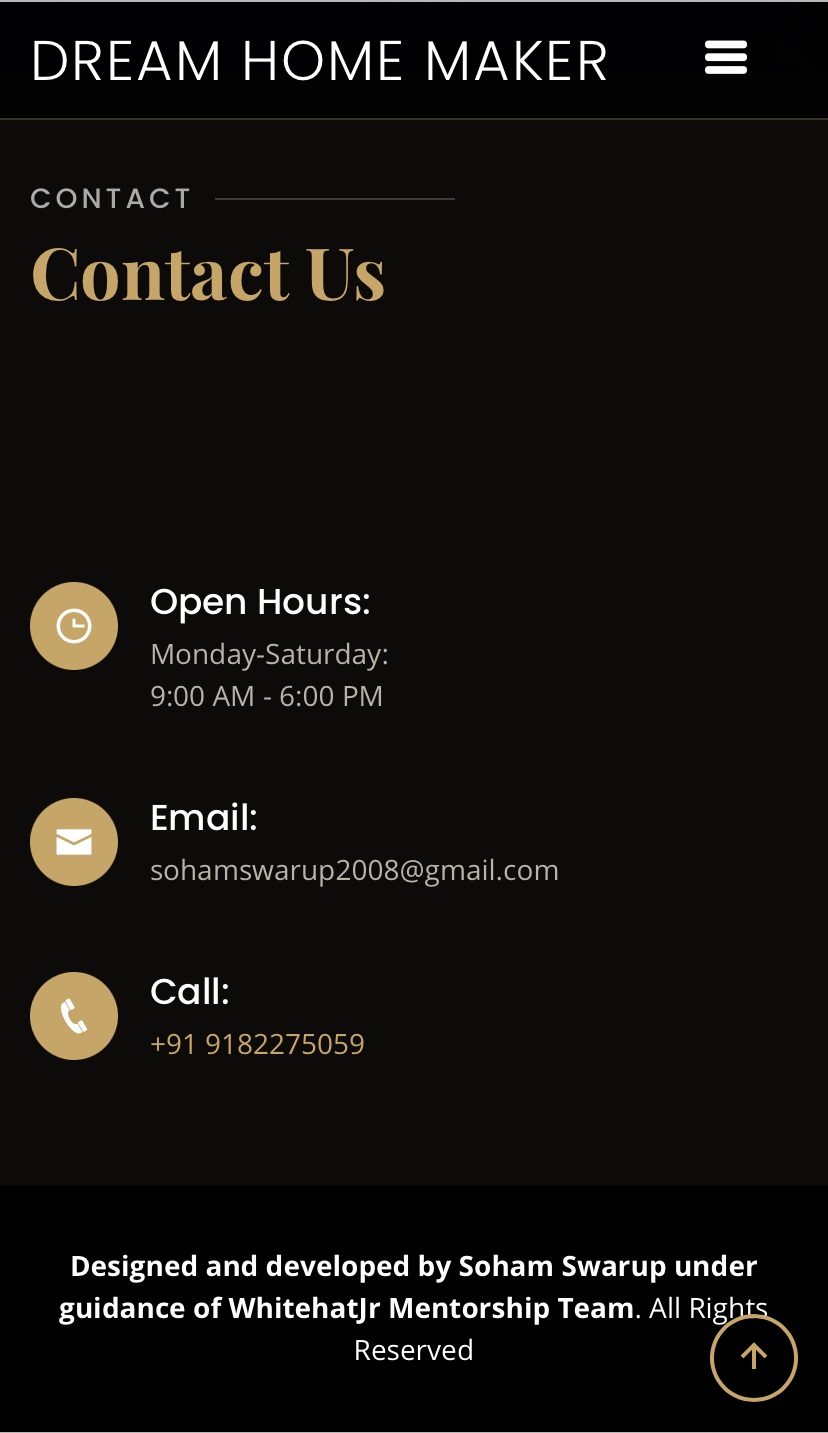 DREAM HOME MAKER
CONTACT
Contact Us
Open Hours:
Monday-Saturday:
9:00 AM - 6:00 PM
Email:
sohamswarup2008@gmail.com
Call:
+91 9182275059
Designed and developed by Soham Swarup under
guidance of WhitehatJr Mentorship Team. All Rights
Reserved